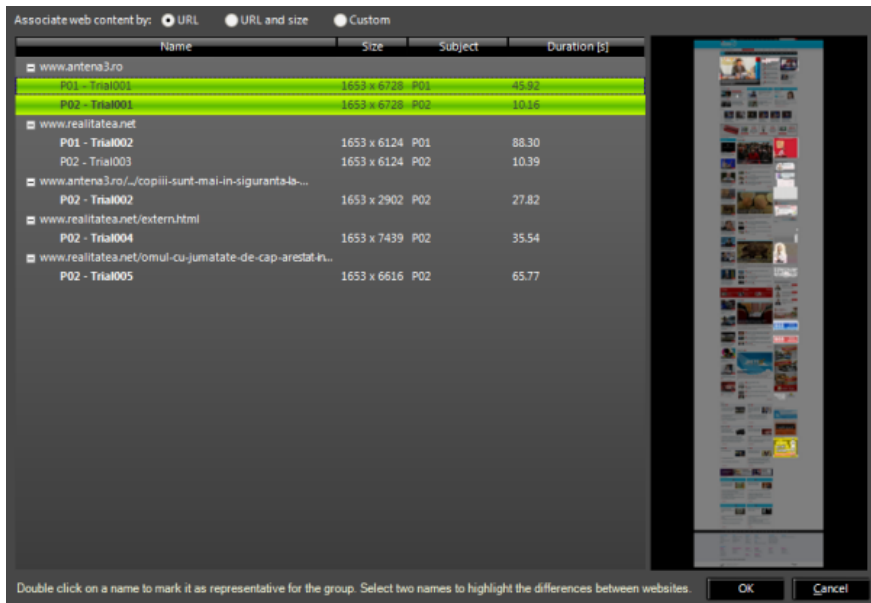 Associate web content by: URL URL and size Custom
Name Size Subject Duration [s]
www.antena3.ro
P01 - Trial001 1653 x 6728 P01 45.92
P02 - Trial001 1653 x 6728 P02 10.16
www.realitatea.net
P01 - Trial002 1653 x 6124 P01 88.30
P02 - Trial003 1653 x 6124 P02 10.39
www.antena3.ro/../copiii-sunt-mai-in-siguranta-la-...
P02 - Trial002 1653 x 2902 P02 27.82
www.realitatea.net/extern.html
P02 - Trial004 1653 x 7439 P02 35.54
www.realitatea.net/omul-cu-jumatate-de-cap-arestat-in...
P02 - Trial005 1653 x 6616 P02 65.77
Double click on a name to mark it as representative for the group. Select two names to highlight the differences between websites. OK Cancel